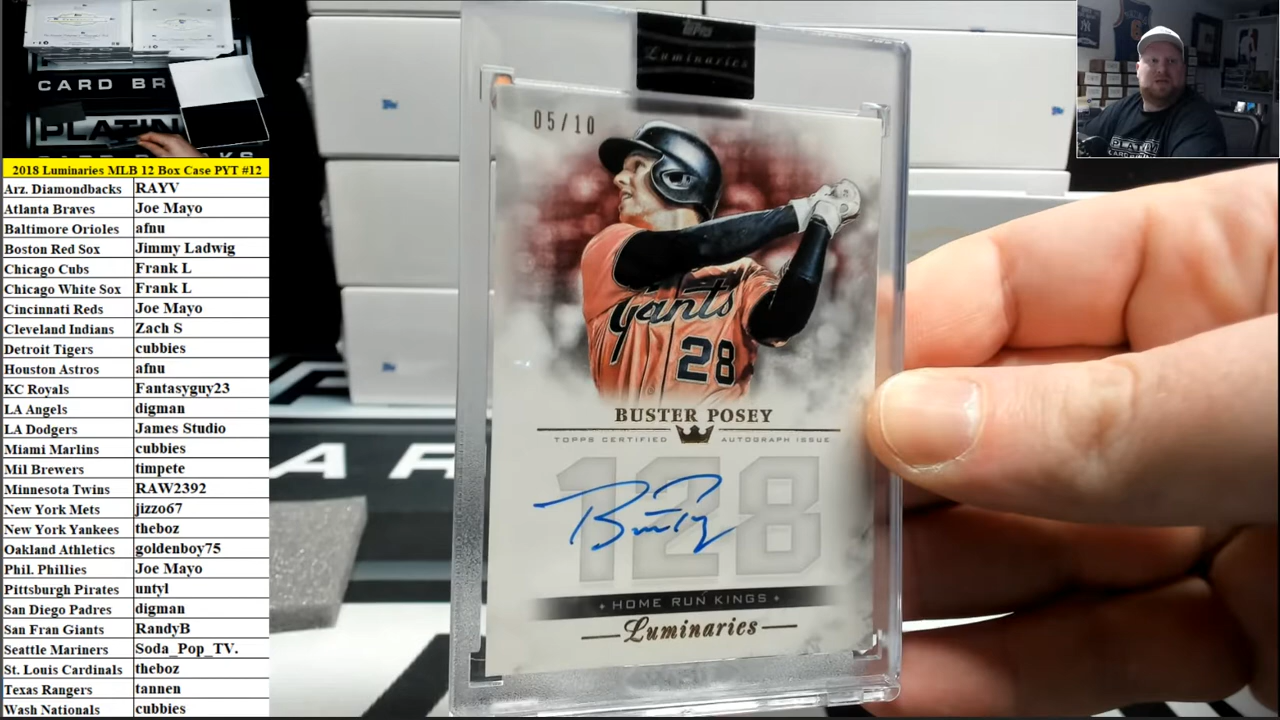 CARD BR
PLATIN
CARD BREAKS
2018 Luminaries MLB 12 Box Case PYT #12
Arz. Diamondbacks RAYV
Atlanta Braves Joe Mayo
Baltimore Orioles afnu
Boston Red Sox Jimmy Ladwig
Chicago Cubs Frank L
Chicago White Sox Frank L
Cincinnati Reds Joe Mayo
Cleveland Indians Zach S
Detroit Tigers cubbies
Houston Astros afnu
KC Royals Fantasyguy23
LA Angels digman
LA Dodgers James Studio
Miami Marlins cubbies
Mil Brewers timpete
Minnesota Twins RAW2392
New York Mets jizzo67
New York Yankees theboz
Oakland Athletics goldenboy75
Phil. Phillies Joe Mayo
Pittsburgh Pirates untyl
San Diego Padres digman
San Fran Giants RandyB
Seattle Mariners Soda_Pop_TV.
St. Louis Cardinals theboz
Texas Rangers tannen
Wash Nationals cubbies
Topps
Luminaries
05/10
Giants
28
BUSTER POSEY
TOPPS CERTIFIED AUTOGRAPH ISSUE
128
HOME RUN KINGS
Luminaries
A R
PLATIN